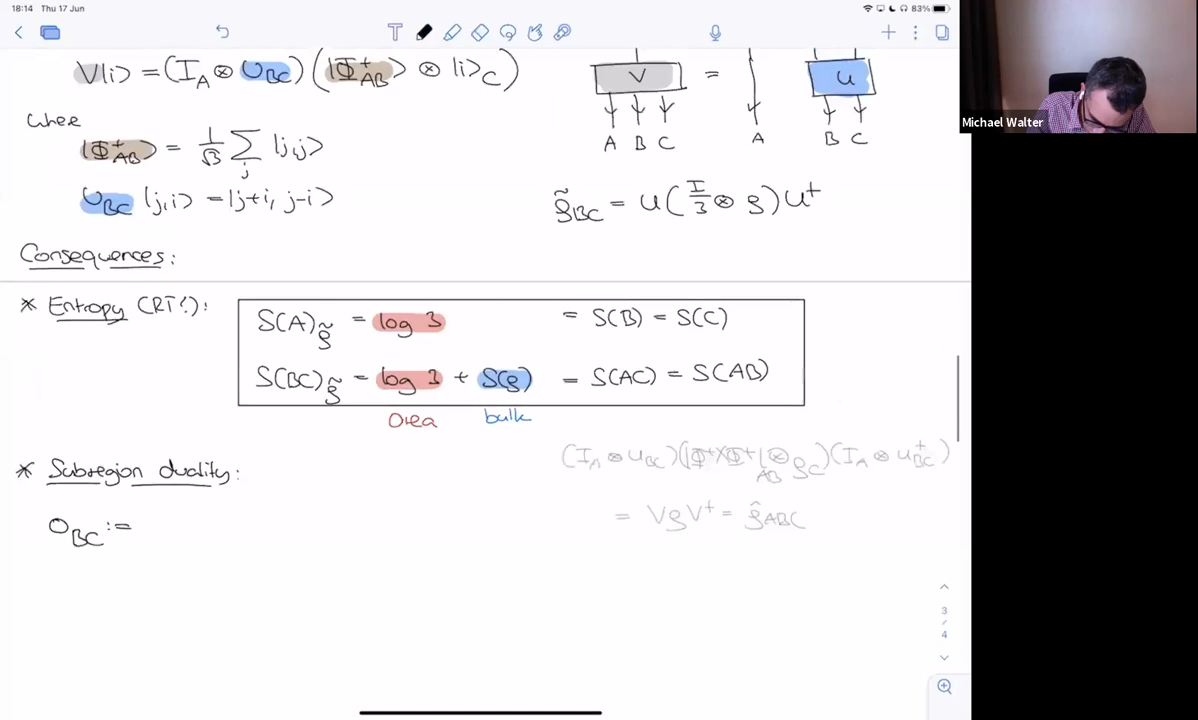 18:14 Thu 17 Jun
83%
V|i⟩ = (I_A ⊗ U_BC) (|Φ⁺_AB⟩ ⊗ |i⟩_C)
V = U
A B C A B C
where
|Φ⁺_AB⟩ = 1/√3 Σ_j |j,j⟩
U_BC |j,i⟩ = |j+i, j-i⟩
ρ̃_BC = U(I/3 ⊗ ρ)U†
Consequences:
* Entropy (RT!):
S(A)_ρ̃ = log 3 = S(B) = S(C)
S(BC)_ρ̃ = log 3 + S(ρ) = S(AC) = S(AB)
area bulk
* Subregion duality:
(I_A ⊗ U_BC)(|Φ⁺⟩⟨Φ⁺|_AB ⊗ ρ_C)(I_A ⊗ U†_BC)
= VρV† = ρ̃_ABC
O_BC :=
3
/
4
Michael Walter